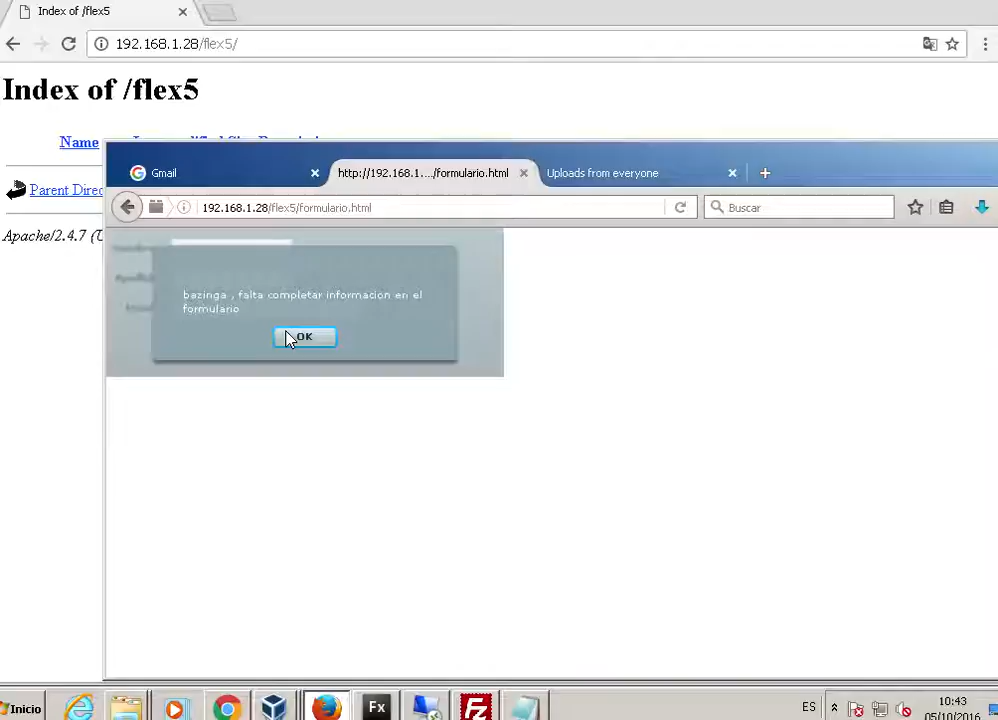 Index of /flex5
192.168.1.28/flex5/
Index of /flex5
Name
Parent Direc
Apache/2.4.7 (U
Gmail
http://192.168.1..../formulario.html
Uploads from everyone
192.168.1.28/flex5/formulario.html
Buscar
bazinga , falta completar informacion en el
formulario
OK
Inicio
Fx
FZ
ES
10:43
05/10/2016